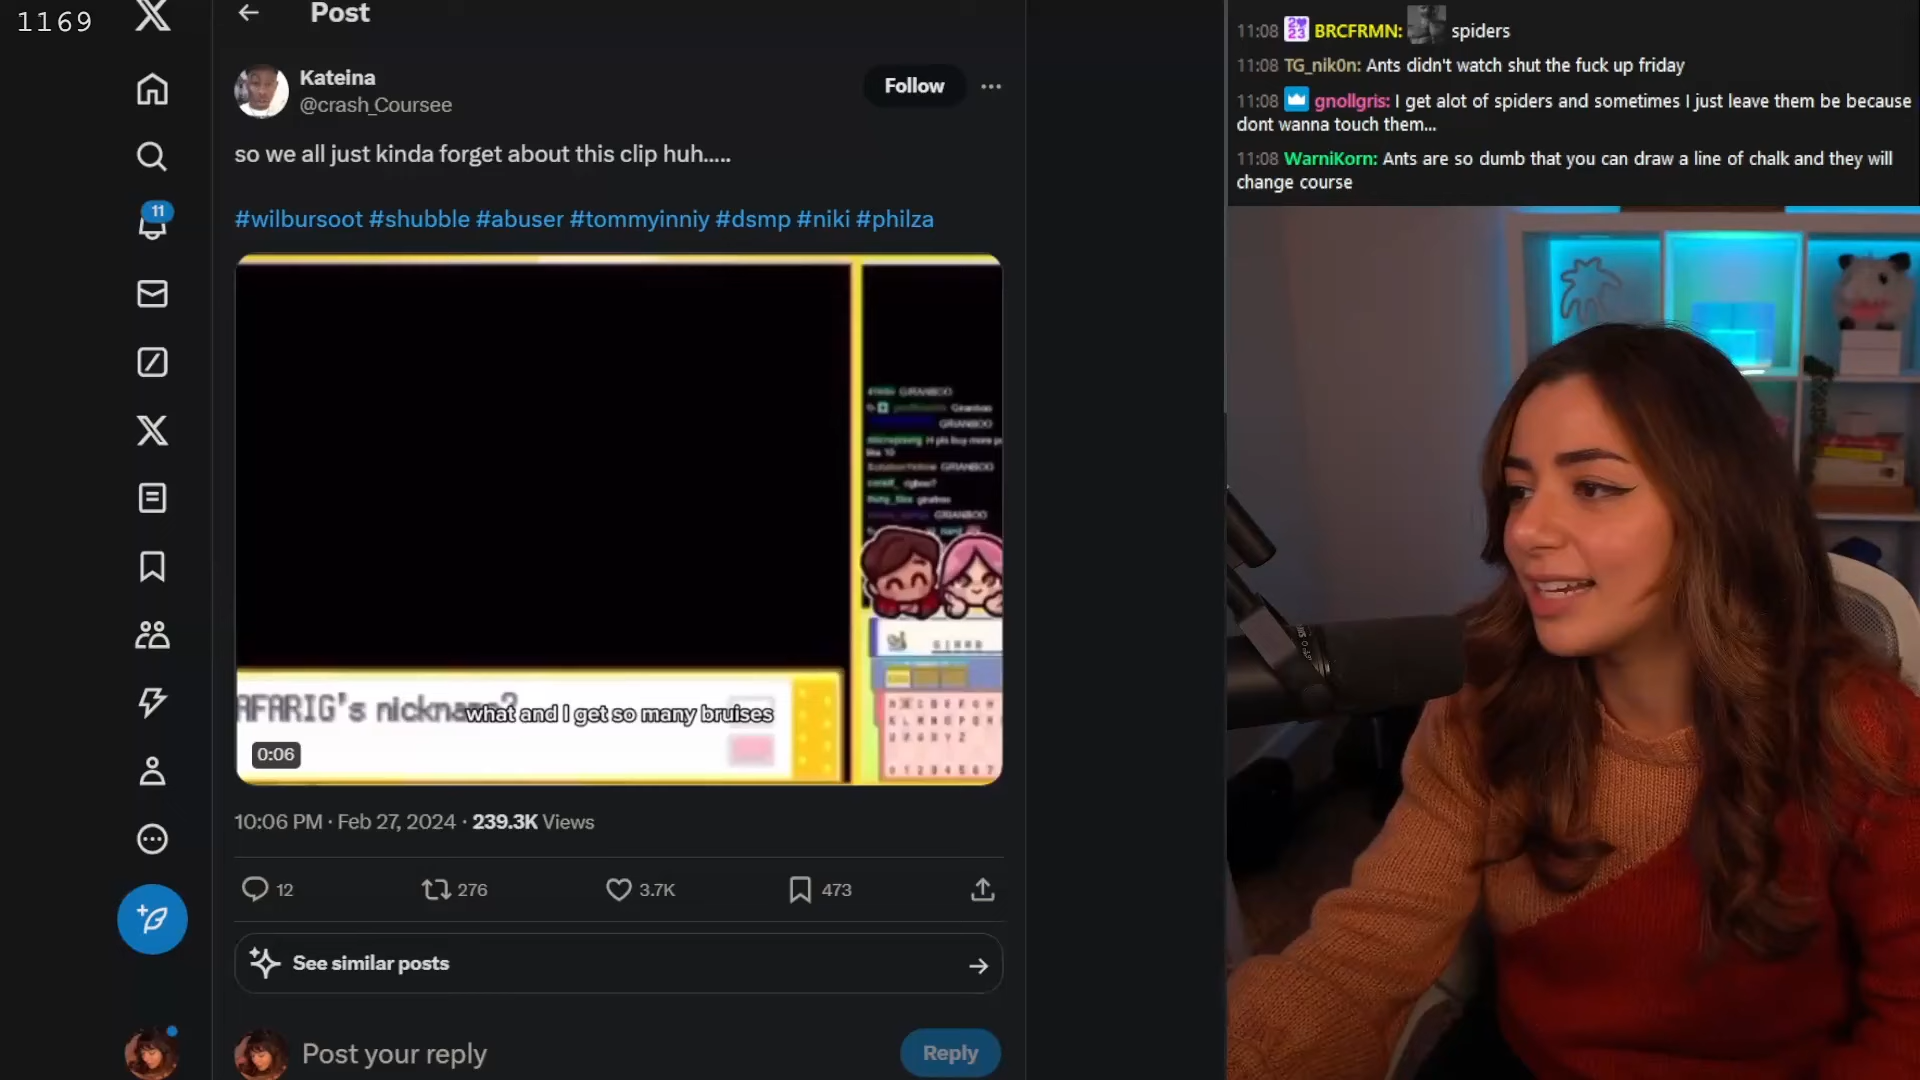 1169
Post
Kateina
@crash_Coursee
Follow
so we all just kinda forget about this clip huh.....
#wilbursoot #shubble #abuser #tommyinniy #dsmp #niki #philza
AFARIG's nickname?
what and I get so many bruises
0:06
10:06 PM · Feb 27, 2024 · 239.3K Views
12
276
3.7K
473
See similar posts
Post your reply
Reply
11
11:08 BRCFRMN: spiders
11:08 TG_nik0n: Ants didn't watch shut the fuck up friday
11:08 gnollgris: I get alot of spiders and sometimes I just leave them be because
dont wanna touch them...
11:08 WarniKorn: Ants are so dumb that you can draw a line of chalk and they will
change course